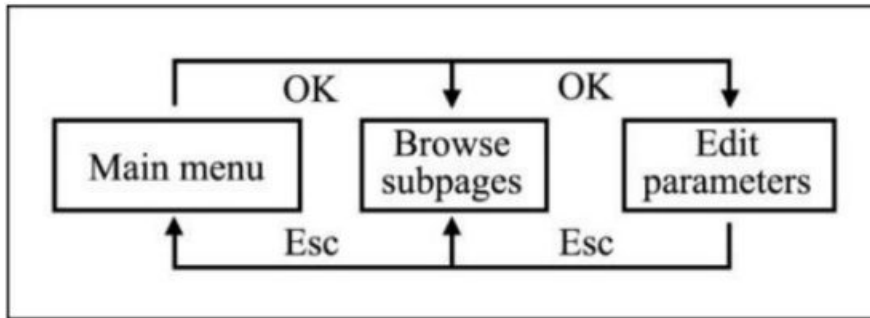 OK
OK
Main menu
Browse
subpages
Edit
parameters
Esc
Esc